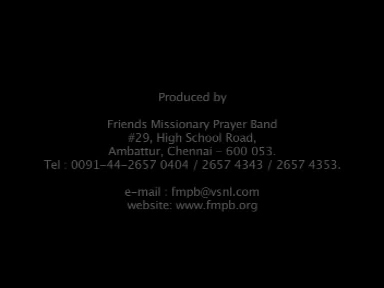 Produced by
Friends Missionary Prayer Band
#29, High School Road,
Ambattur, Chennai - 600 053.
Tel : 0091-44-2657 0404 / 2657 4343 / 2657 4353.
e-mail : fmpb@vsnl.com
website: www.fmpb.org